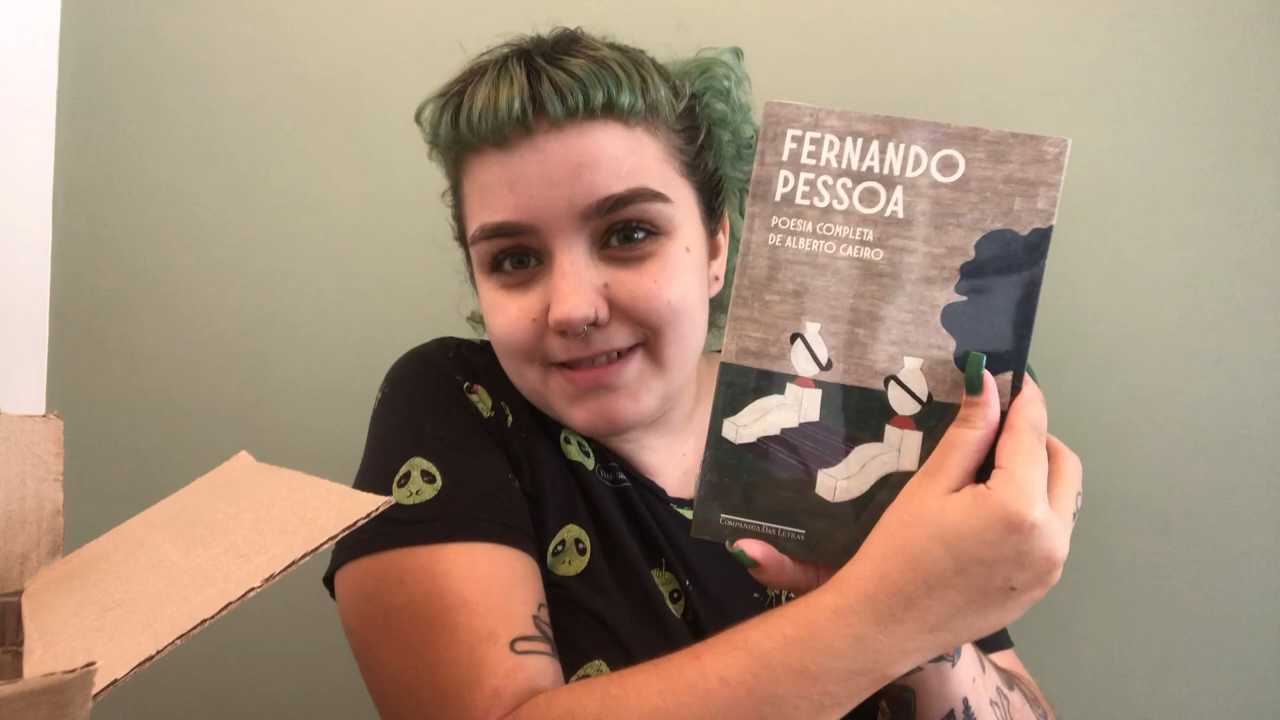 FERNANDO
PESSOA
POESIA COMPLETA
DE ALBERTO CAEIRO
COMPANHIA DAS LETRAS